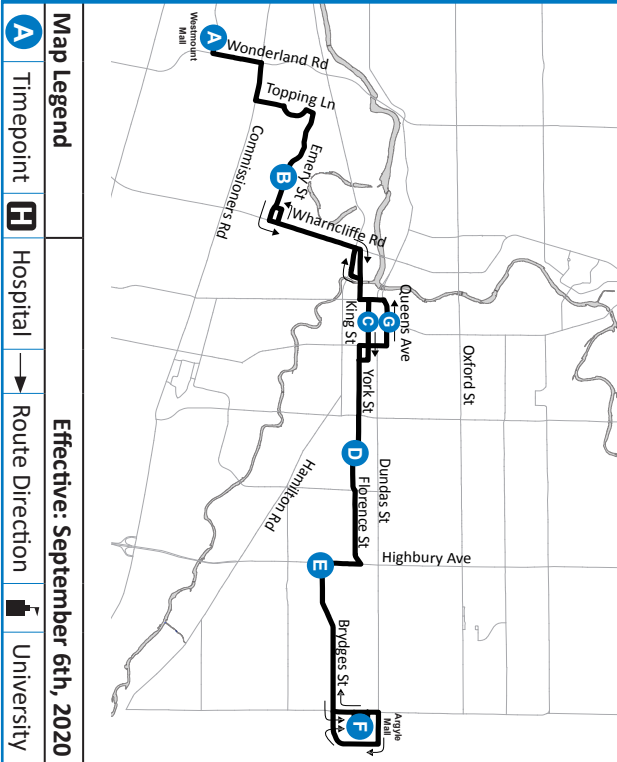 A
Westmount
Mall
Wonderland Rd
Topping Ln
Commissioners Rd
Emery St
B
Wharncliffe Rd
Queens Ave
G
C
King St
Oxford St
York St
D
Dundas St
Florence St
Hamilton Rd
Highbury Ave
E
Brydges St
Argyle
Mall
F
Map Legend
Effective: September 6th, 2020
A Timepoint
H Hospital
Route Direction
University